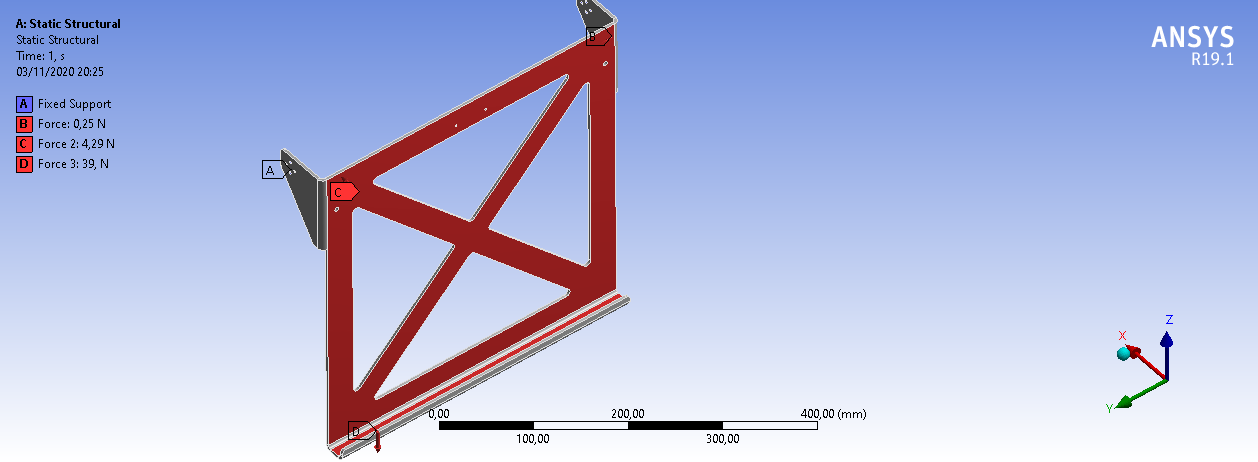 A: Static Structural
Static Structural
Time: 1, s
03/11/2020 20:25
A Fixed Support
B Force: 0,25 N
C Force 2: 4,29 N
D Force 3: 39, N
ANSYS
R19.1
B
A
C
D
0,00 200,00 400,00 (mm)
100,00 300,00
Z
X
Y